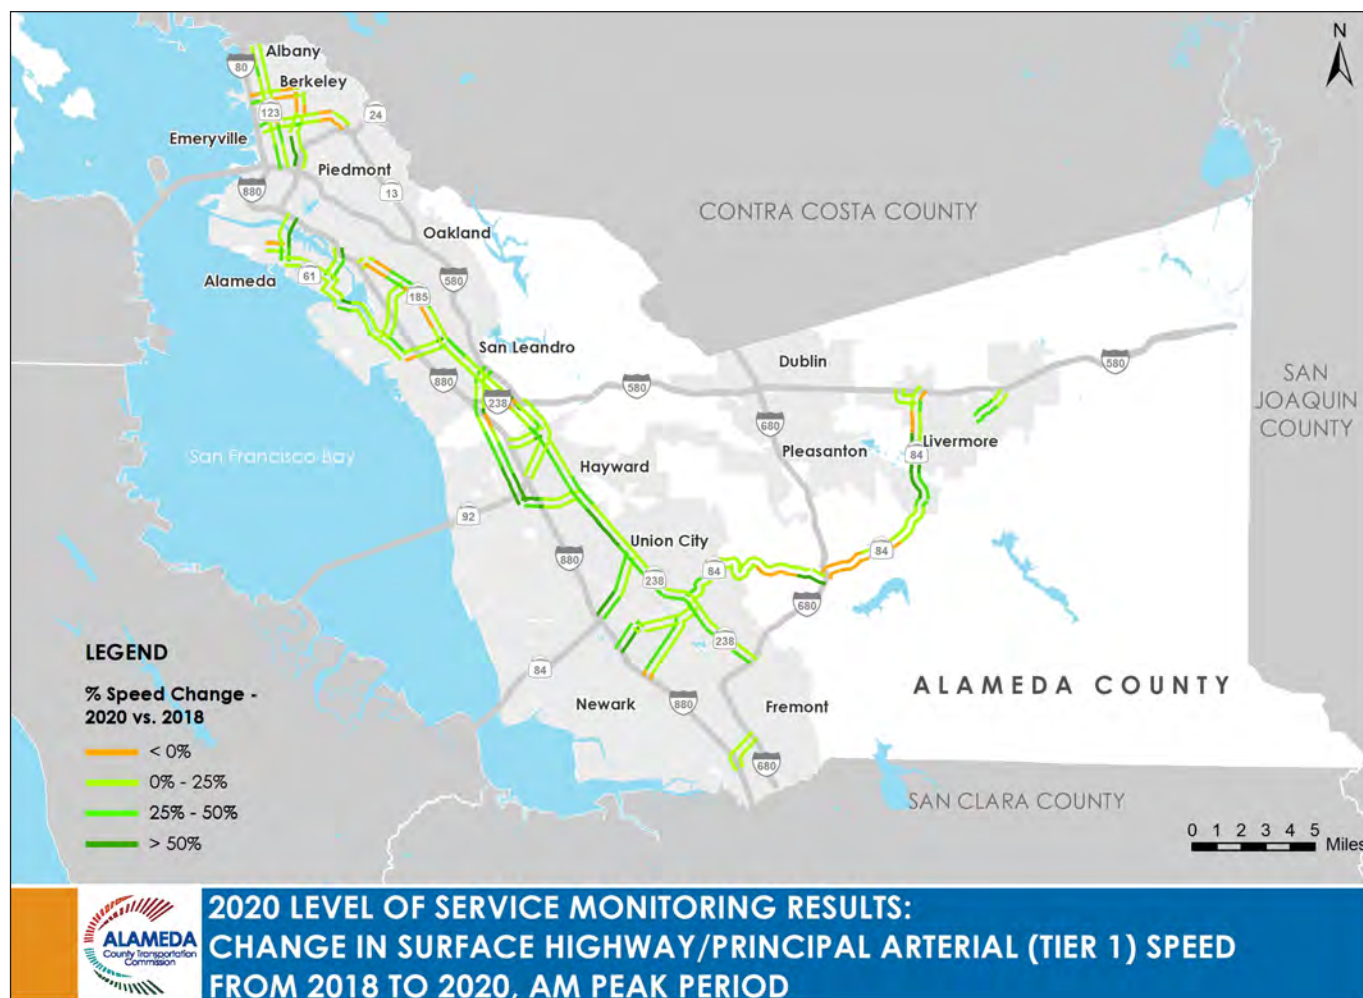 N
Albany
80
Berkeley
123
24
Emeryville
Piedmont
880
13
CONTRA COSTA COUNTY
Oakland
Alameda
61
580
185
San Leandro
Dublin
580
880
580
SAN
JOAQUIN
COUNTY
238
680
Pleasanton
Livermore
84
San Francisco Bay
Hayward
92
Union City
880
84
84
238
680
238
LEGEND
84
ALAMEDA COUNTY
% Speed Change -
2020 vs. 2018
Newark
880
Fremont
< 0%
680
0% - 25%
SAN CLARA COUNTY
25% - 50%
0 1 2 3 4 5
Miles
> 50%
ALAMEDA
County Transportation
Commission
2020 LEVEL OF SERVICE MONITORING RESULTS:
CHANGE IN SURFACE HIGHWAY/PRINCIPAL ARTERIAL (TIER 1) SPEED
FROM 2018 TO 2020, AM PEAK PERIOD